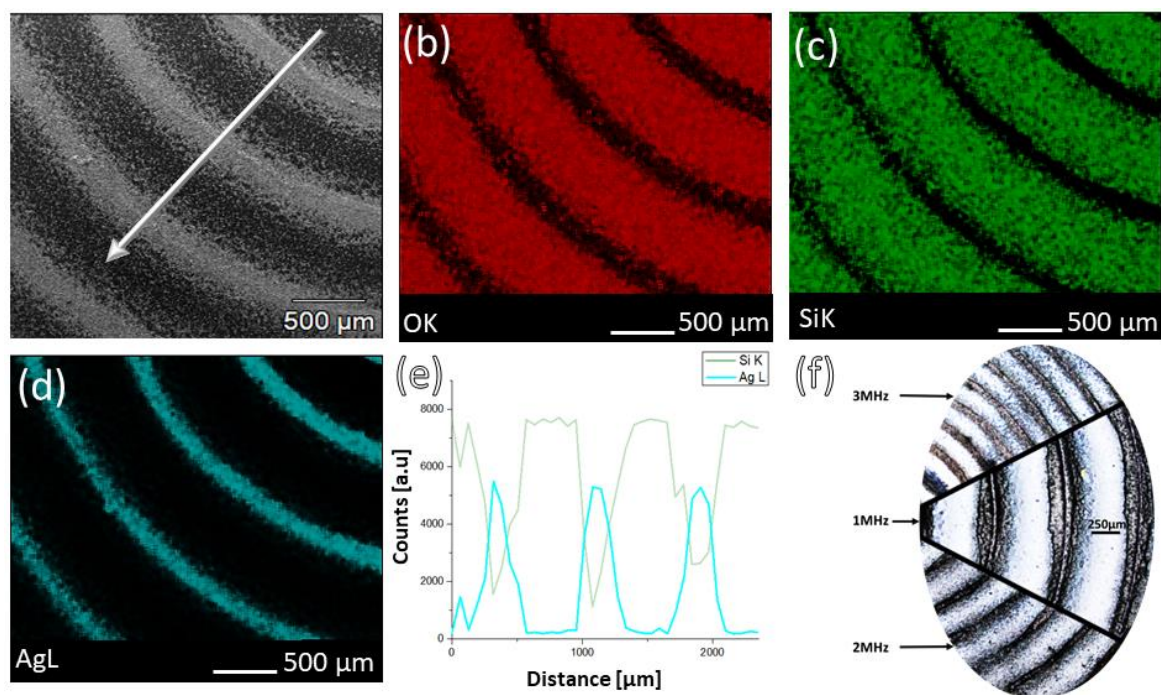 500 µm
(b)
OK
500 µm
(c)
SiK
500 µm
(d)
AgL
500 µm
(e)
Si K
Ag L
8000
6000
4000
2000
0
Counts [a.u]
0
1000
2000
Distance [µm]
(f)
3MHz
1MHz
250µm
2MHz